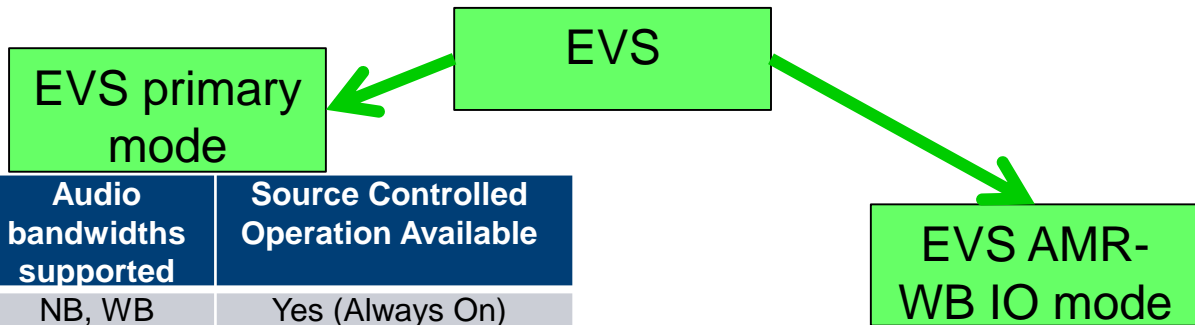 EVS
EVS primary
mode
Audio
bandwidths
supported
Source Controlled
Operation Available
NB, WB
Yes (Always On)
EVS AMR-
WB IO mode